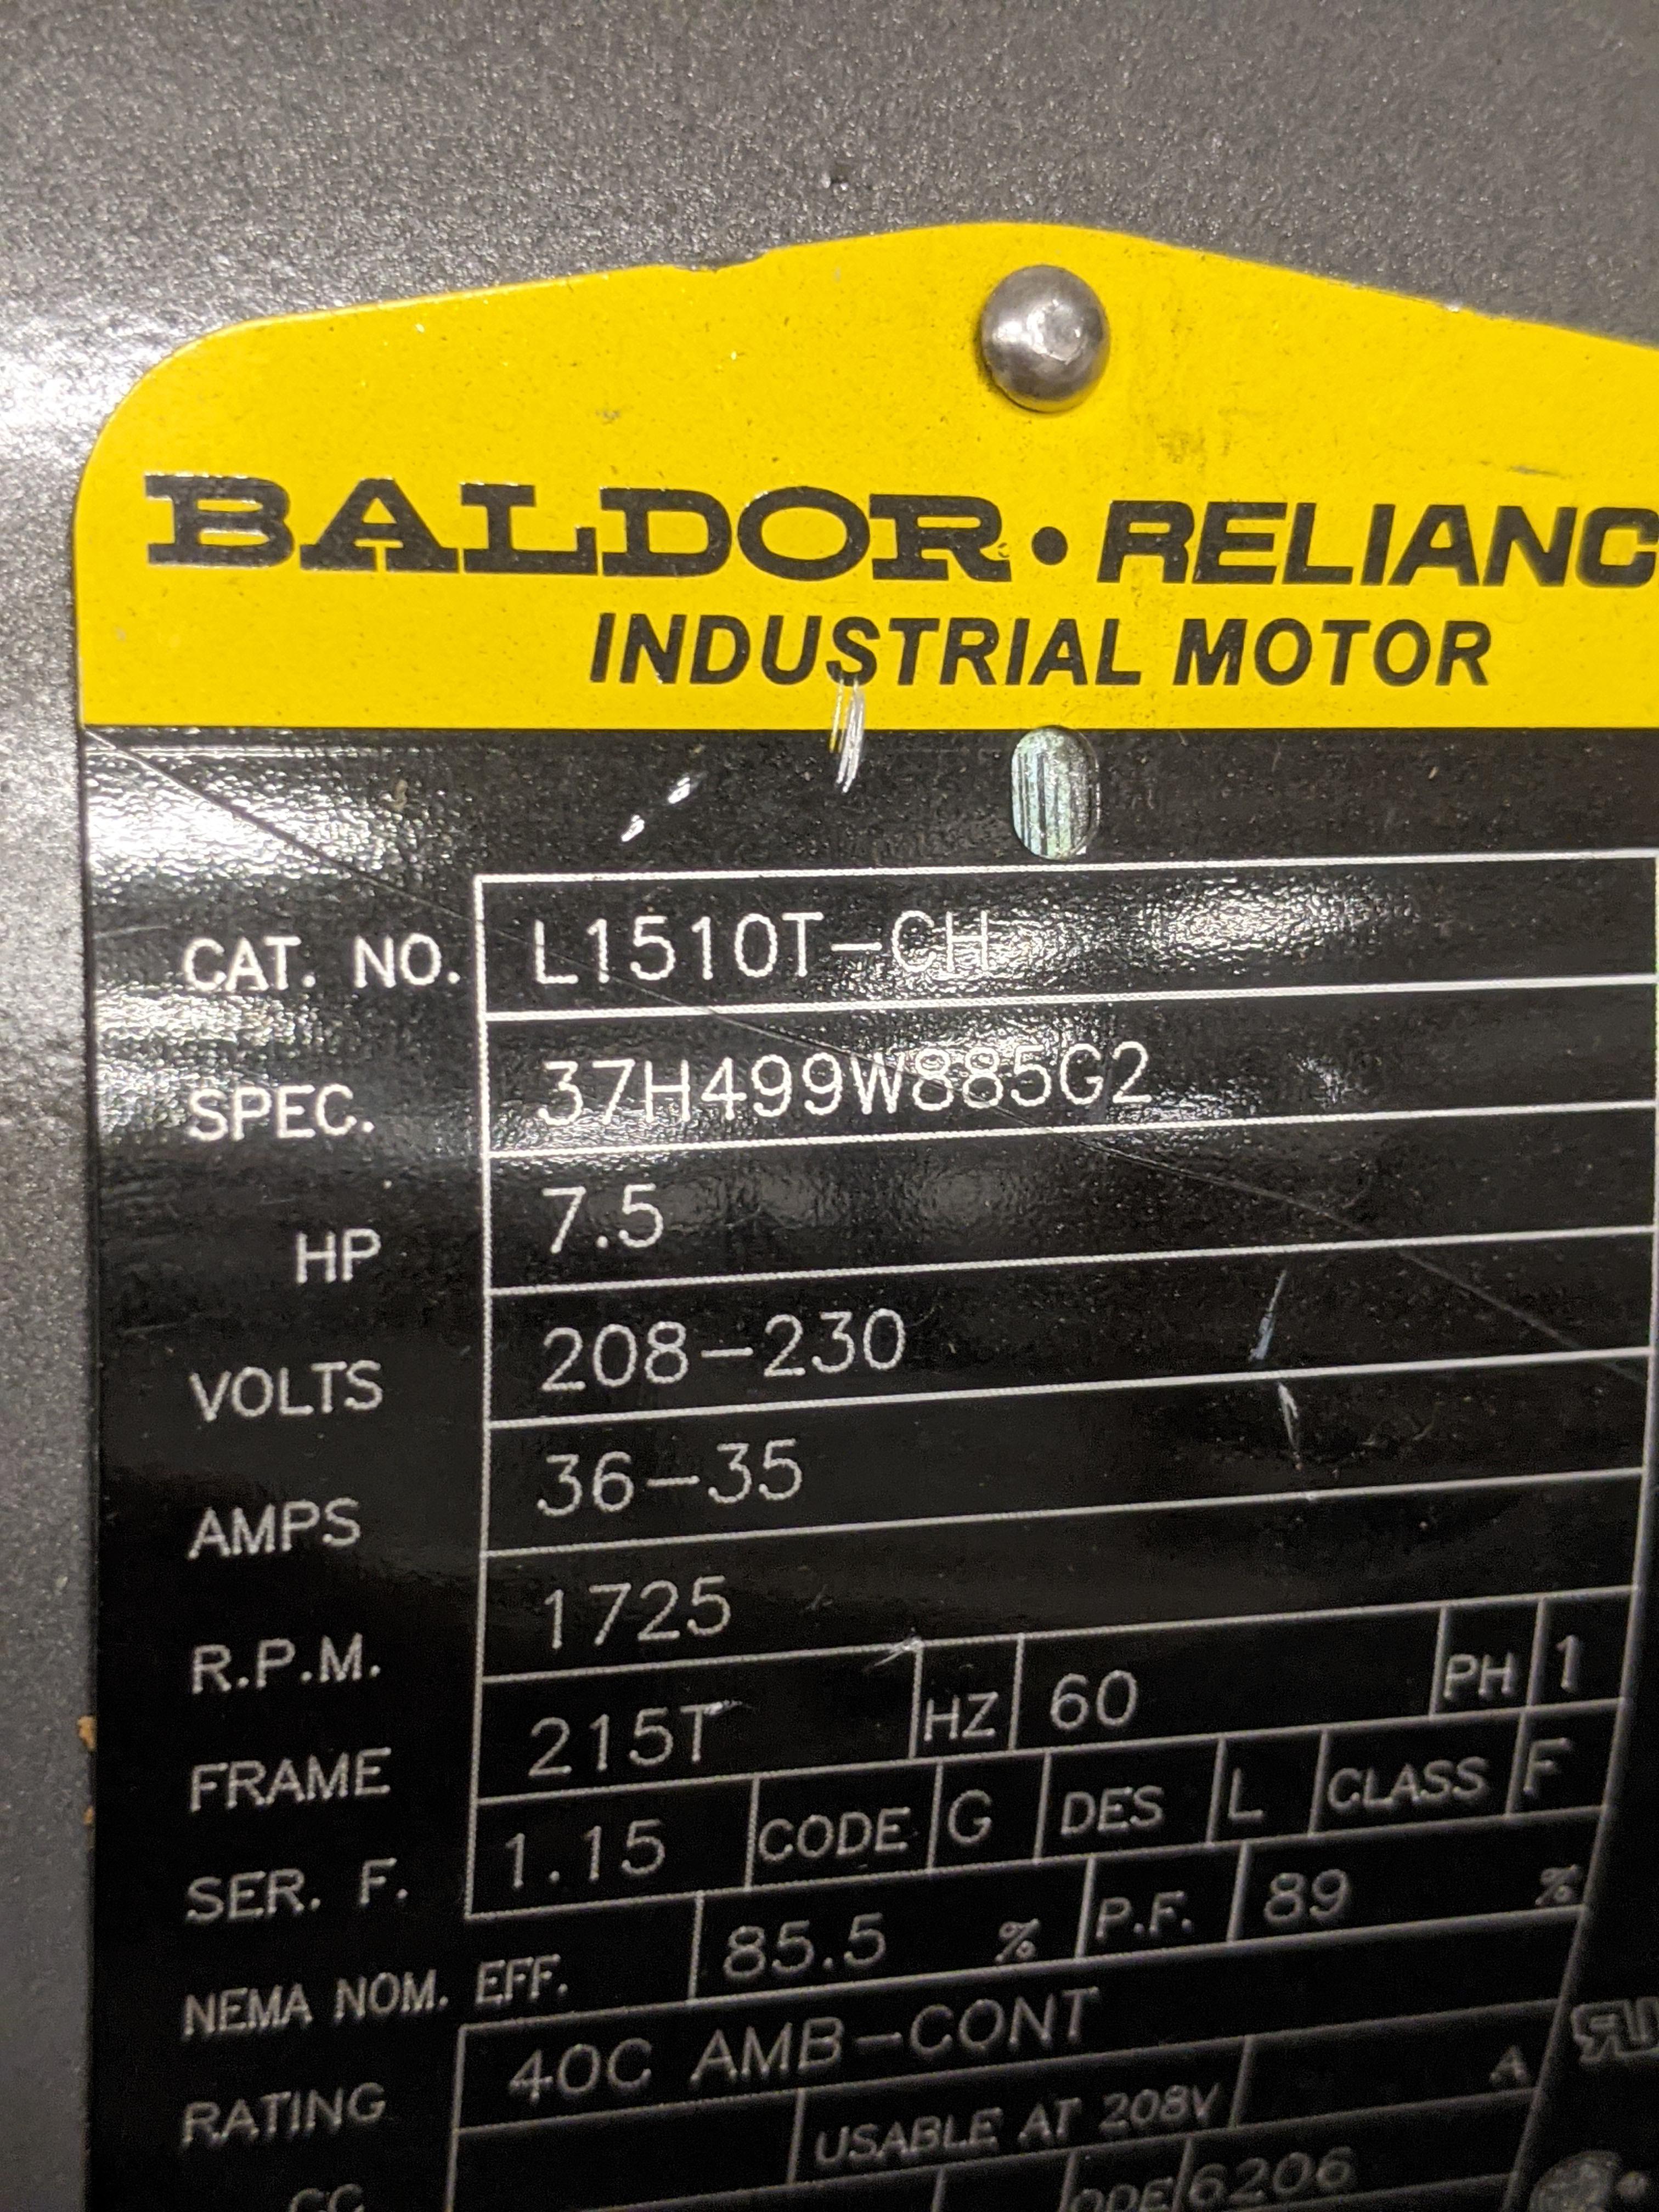 BALDOR • RELIANC
INDUSTRIAL MOTOR
CAT. NO. L1510T-CH
SPEC. 37H499W885G2
HP 7.5
VOLTS 208-230
AMPS 36-35
R.P.M. 1725
FRAME 215T HZ 60 PH 1
SER. F. 1.15 CODE G DES L CLASS F
NEMA NOM. EFF. 85.5 % P.F. 89 %
RATING 40C AMB-CONT
CC USABLE AT 208V A
ODE 6206